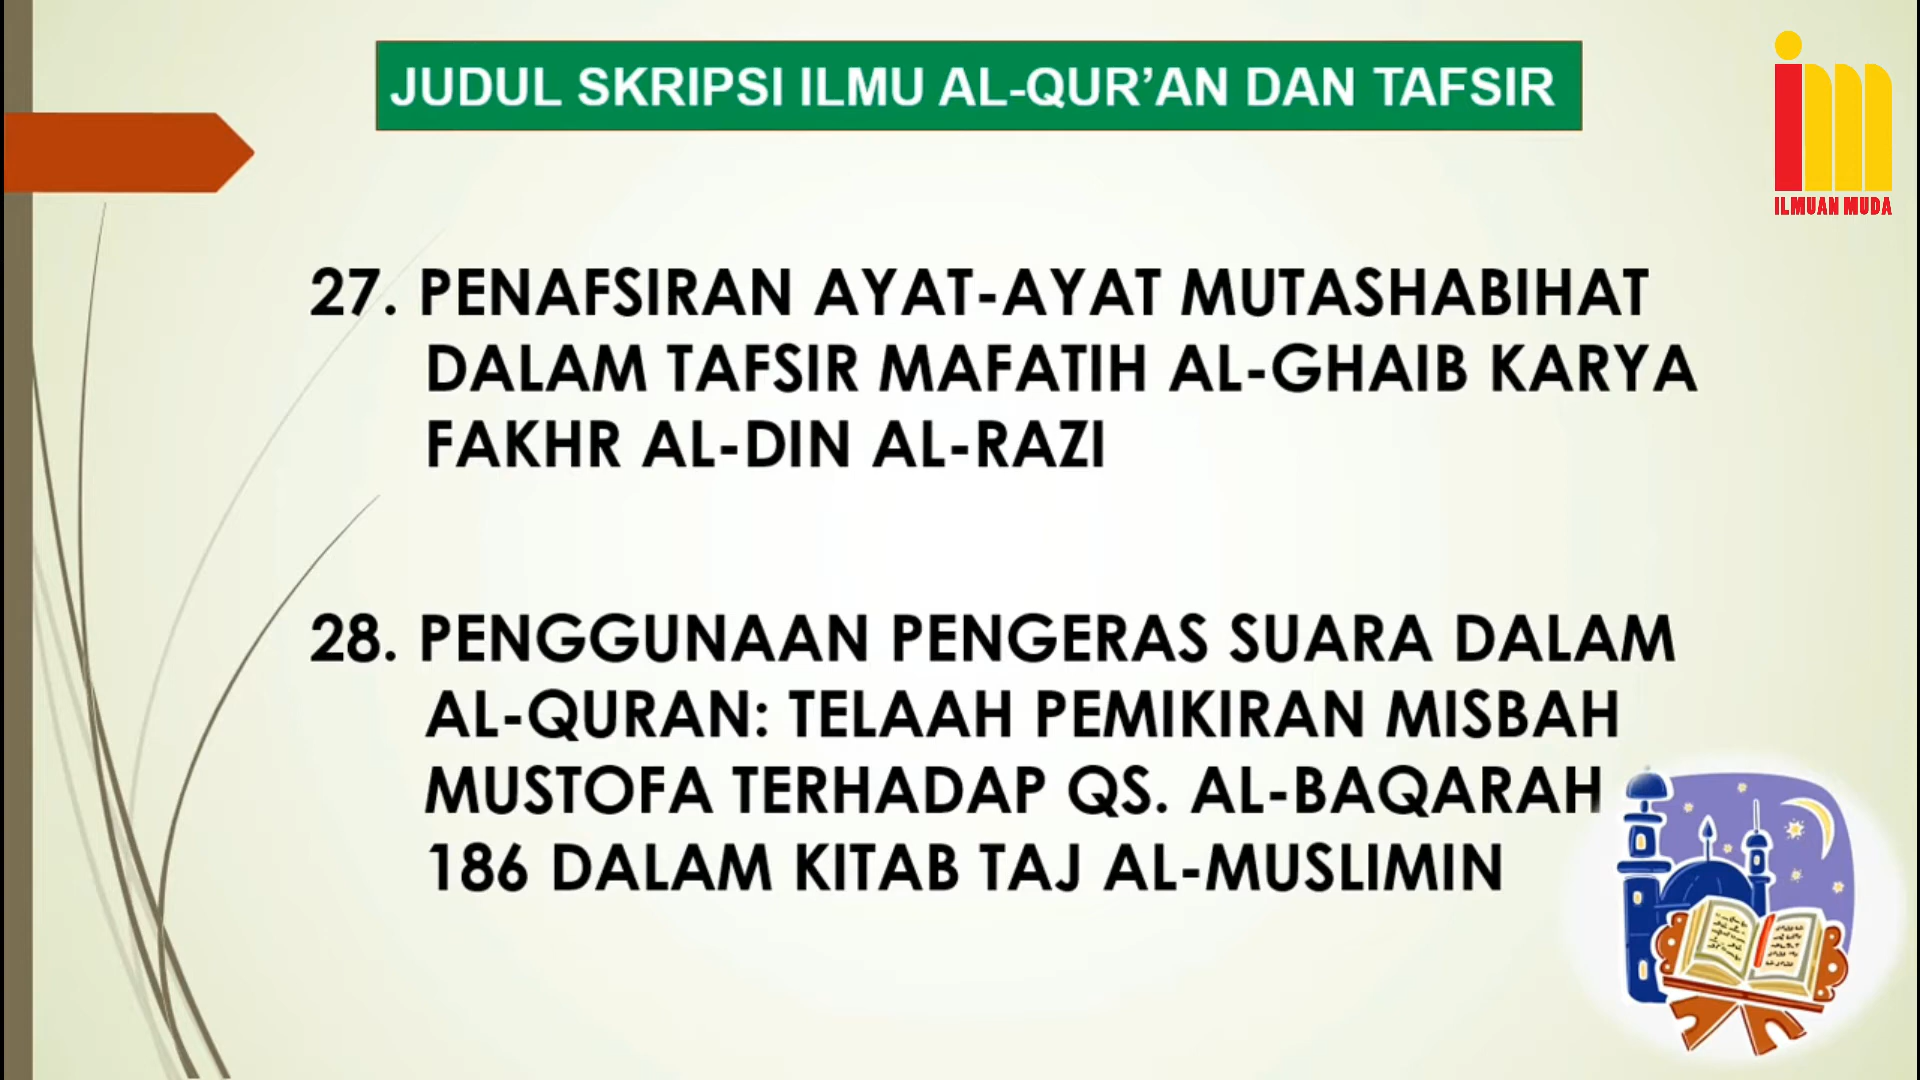 JUDUL SKRIPSI ILMU AL-QUR’AN DAN TAFSIR
im
ILMUAN MUDA
27. PENAFSIRAN AYAT-AYAT MUTASHABIHAT
DALAM TAFSIR MAFATIH AL-GHAIB KARYA
FAKHR AL-DIN AL-RAZI
28. PENGGUNAAN PENGERAS SUARA DALAM
AL-QURAN: TELAAH PEMIKIRAN MISBAH
MUSTOFA TERHADAP QS. AL-BAQARAH
186 DALAM KITAB TAJ AL-MUSLIMIN